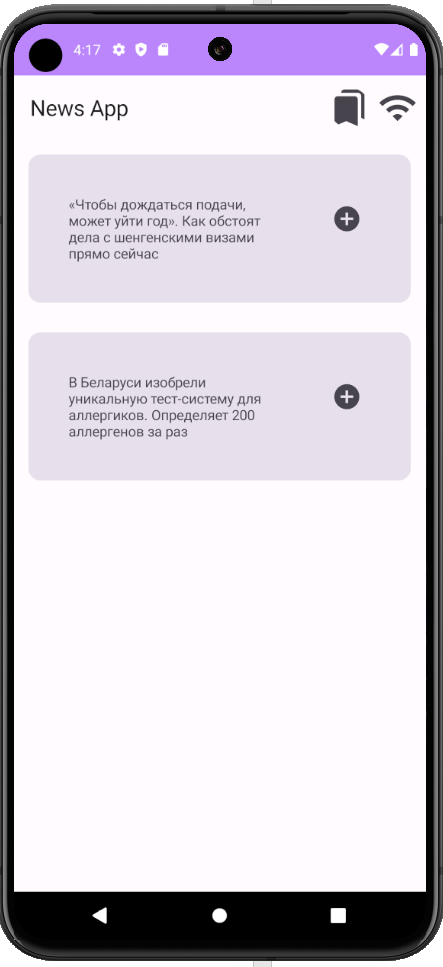 4:17
News App
«Чтобы дождаться подачи,
может уйти год». Как обстоят
дела с шенгенскими визами
прямо сейчас
В Беларуси изобрели
уникальную тест-систему для
аллергиков. Определяет 200
аллергенов за раз